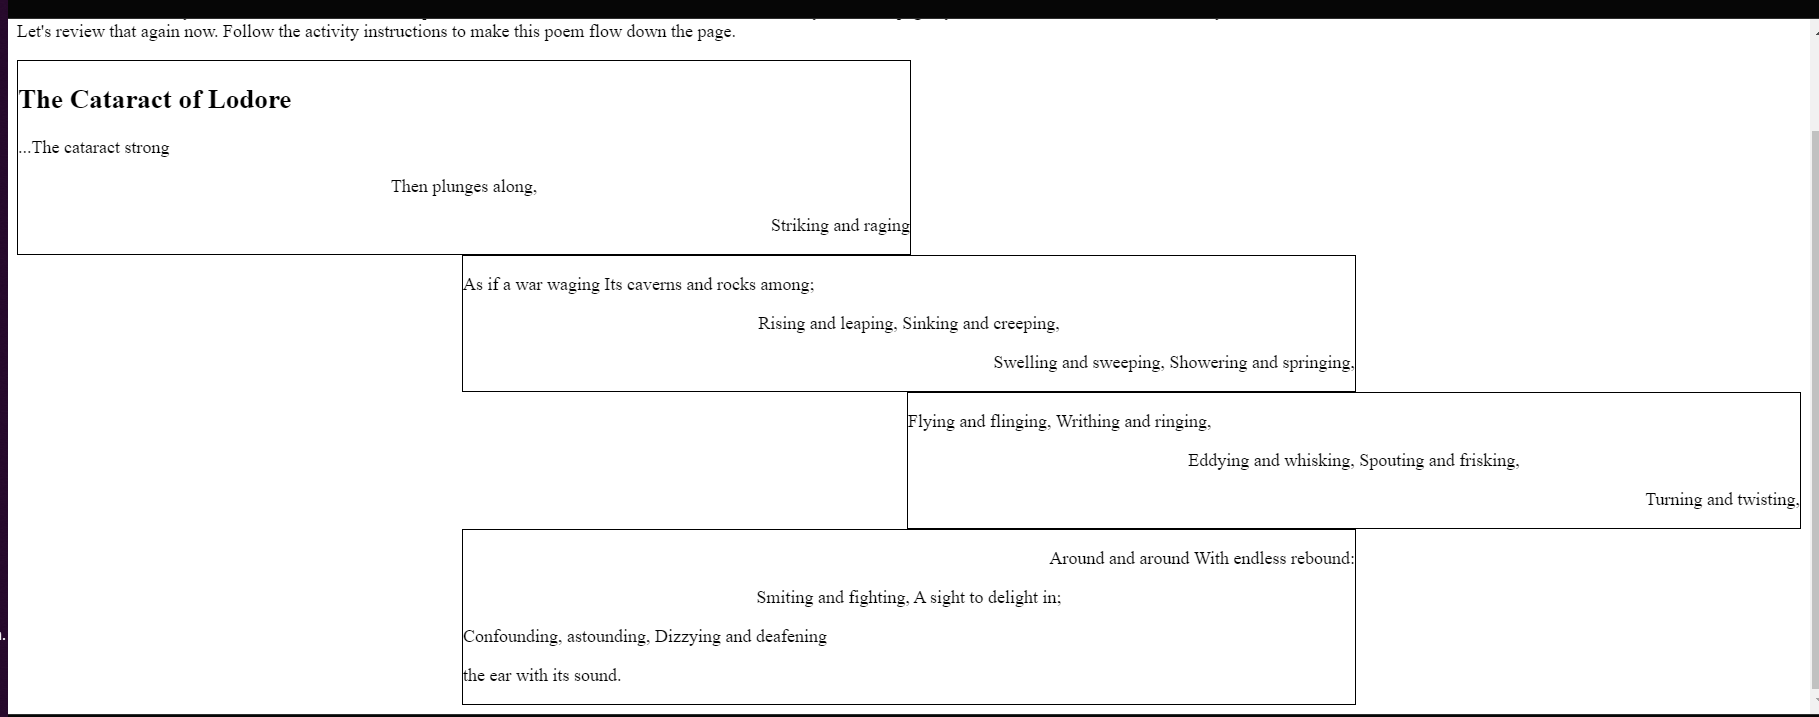 Let's review that again now. Follow the activity instructions to make this poem flow down the page.
The Cataract of Lodore
...The cataract strong
Then plunges along,
Striking and raging
As if a war waging Its caverns and rocks among;
Rising and leaping, Sinking and creeping,
Swelling and sweeping, Showering and springing,
Flying and flinging, Writhing and ringing,
Eddying and whisking, Spouting and frisking,
Turning and twisting,
Around and around With endless rebound:
Smiting and fighting, A sight to delight in;
Confounding, astounding, Dizzying and deafening
the ear with its sound.